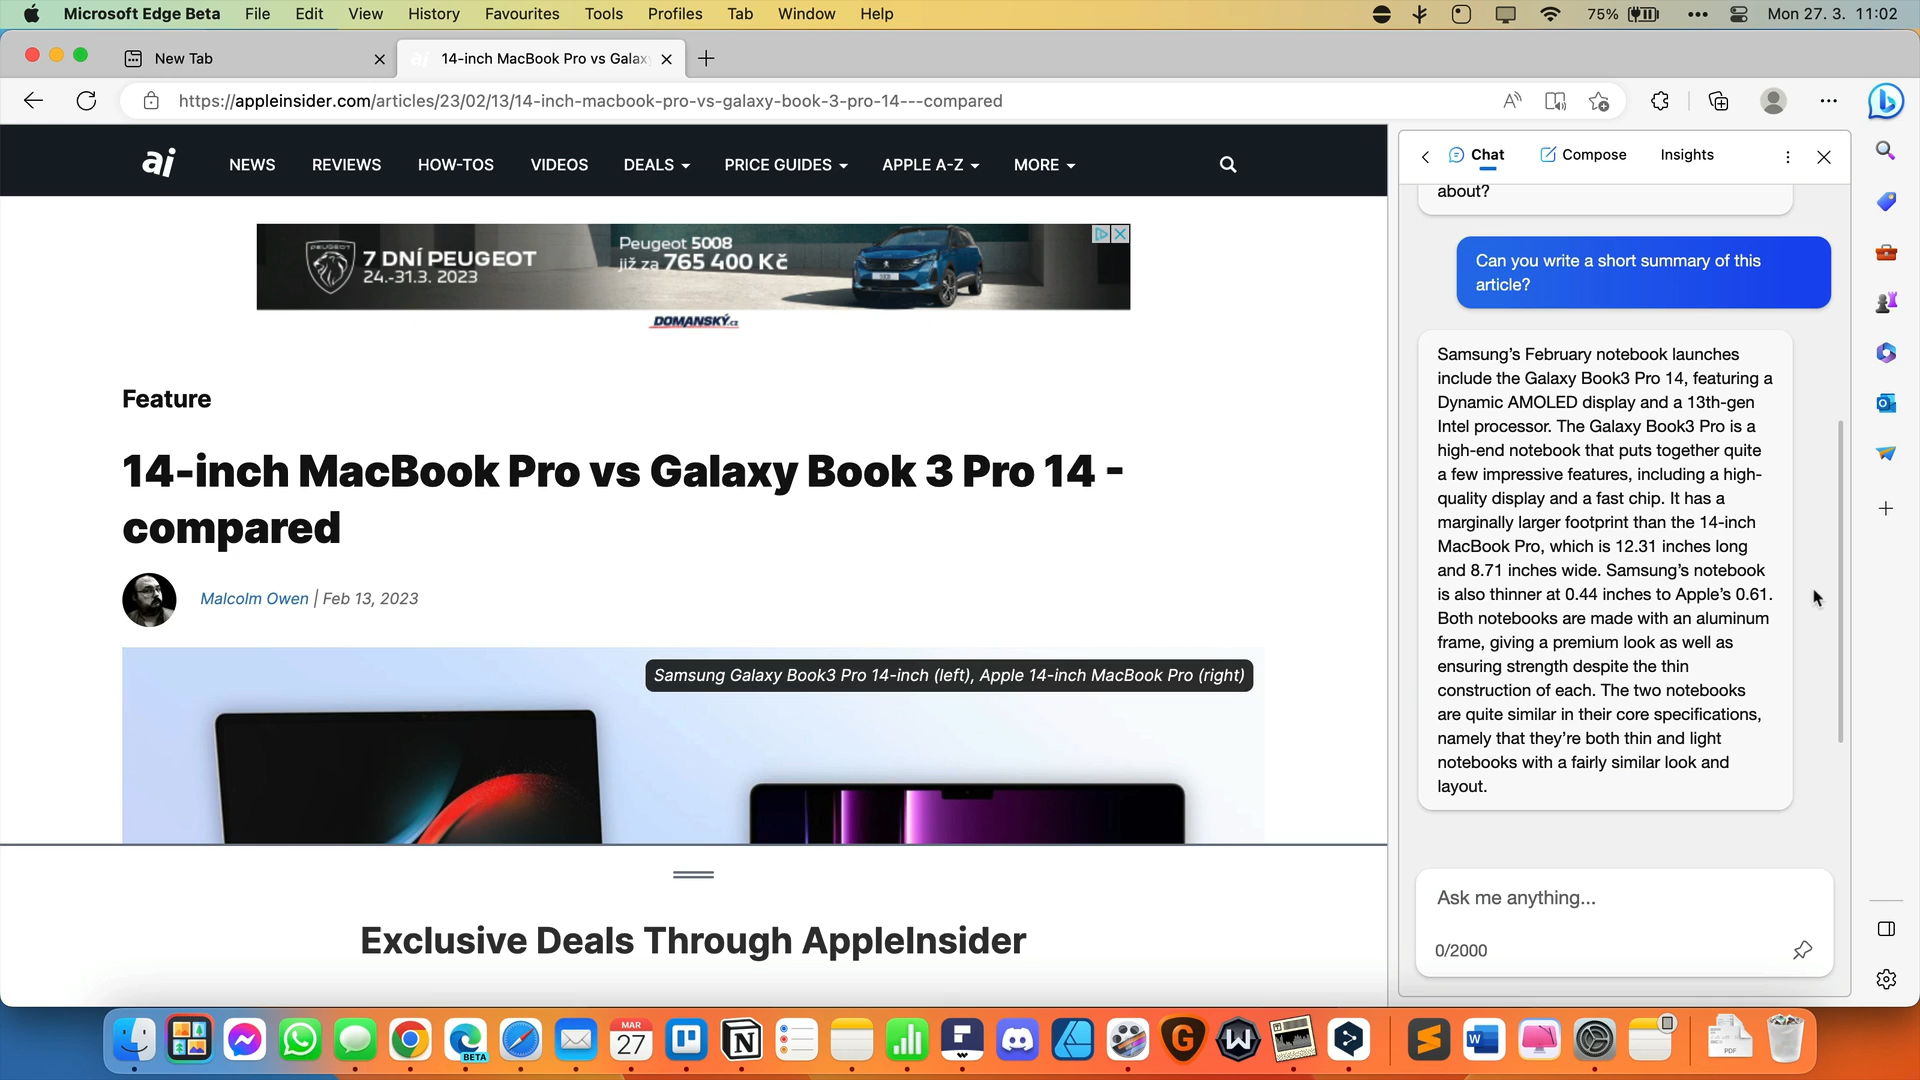 Microsoft Edge Beta File Edit View History Favourites Tools Profiles Tab Window Help 75% Mon 27. 3. 11:02
New Tab
14-inch MacBook Pro vs Galax
https://appleinsider.com/articles/23/02/13/14-inch-macbook-pro-vs-galaxy-book-3-pro-14---compared
ai NEWS REVIEWS HOW-TOS VIDEOS DEALS PRICE GUIDES APPLE A-Z MORE
PEUGEOT
7 DNÍ PEUGEOT
24.-31.3. 2023
Peugeot 5008
již za 765 400 Kč
DOMANSKÝ.cz
Feature
14-inch MacBook Pro vs Galaxy Book 3 Pro 14 -
compared
Malcolm Owen | Feb 13, 2023
Samsung Galaxy Book3 Pro 14-inch (left), Apple 14-inch MacBook Pro (right)
Exclusive Deals Through AppleInsider
Chat Compose Insights
about?
Can you write a short summary of this
article?
Samsung's February notebook launches
include the Galaxy Book3 Pro 14, featuring a
Dynamic AMOLED display and a 13th-gen
Intel processor. The Galaxy Book3 Pro is a
high-end notebook that puts together quite
a few impressive features, including a high-
quality display and a fast chip. It has a
marginally larger footprint than the 14-inch
MacBook Pro, which is 12.31 inches long
and 8.71 inches wide. Samsung's notebook
is also thinner at 0.44 inches to Apple's 0.61.
Both notebooks are made with an aluminum
frame, giving a premium look as well as
ensuring strength despite the thin
construction of each. The two notebooks
are quite similar in their core specifications,
namely that they're both thin and light
notebooks with a fairly similar look and
layout.
Ask me anything...
0/2000
BETA
MAR
27
PDF